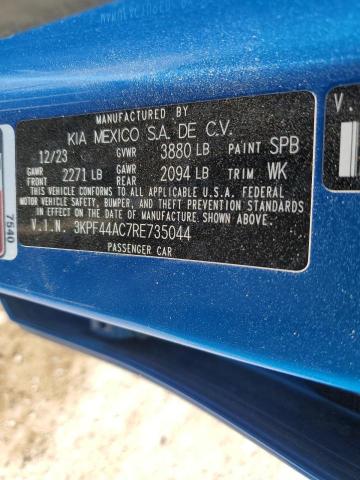 MANUFACTURED BY
KIA MEXICO S.A. DE C.V.
12/23 GVWR 3880 LB PAINT SPB
GAWR FRONT 2271 LB GAWR REAR 2094 LB TRIM WK
THIS VEHICLE CONFORMS TO ALL APPLICABLE U.S.A. FEDERAL
MOTOR VEHICLE SAFETY, BUMPER, AND THEFT PREVENTION STANDARDS
IN EFFECT ON THE DATE OF MANUFACTURE SHOWN ABOVE.
V.I.N. 3KPF44AC7RE735044
PASSENGER CAR
7540
V.